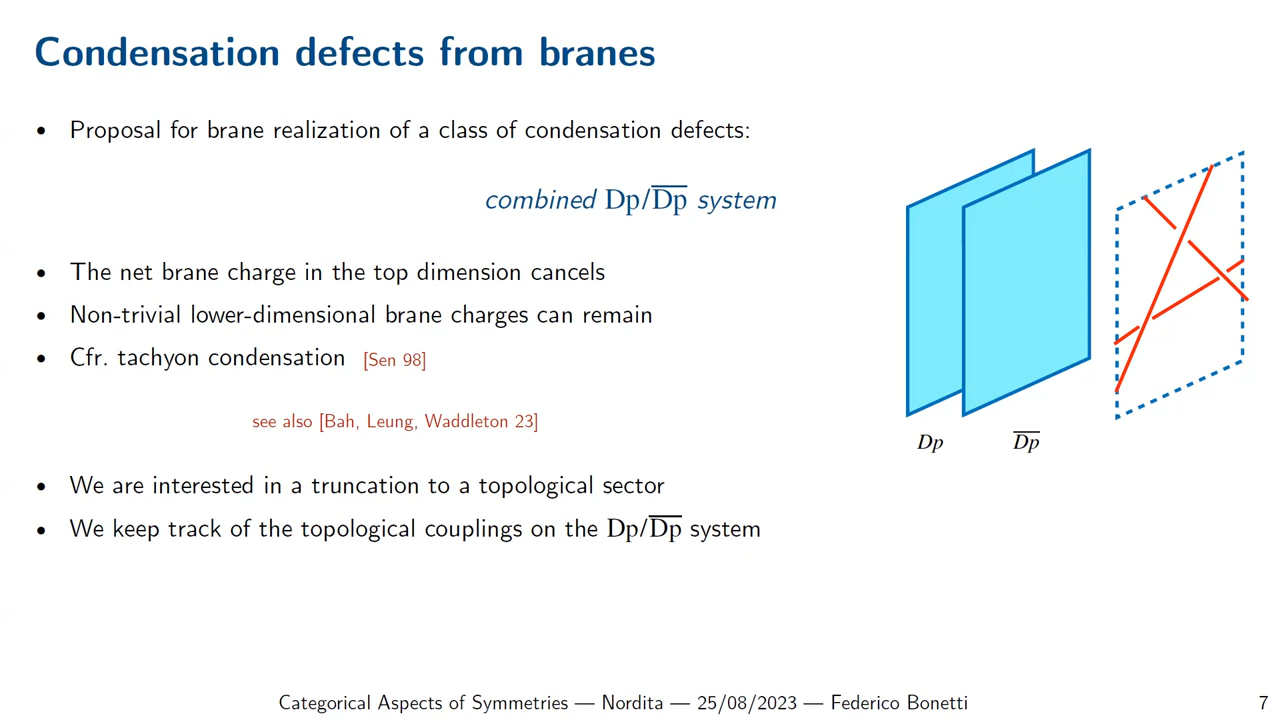 Condensation defects from branes
• Proposal for brane realization of a class of condensation defects:
combined Dp/D̅p̅ system
• The net brane charge in the top dimension cancels
• Non-trivial lower-dimensional brane charges can remain
• Cfr. tachyon condensation [Sen 98]
see also [Bah, Leung, Waddleton 23]
• We are interested in a truncation to a topological sector
• We keep track of the topological couplings on the Dp/D̅p̅ system
Dp
D̅p̅
Categorical Aspects of Symmetries — Nordita — 25/08/2023 — Federico Bonetti
7